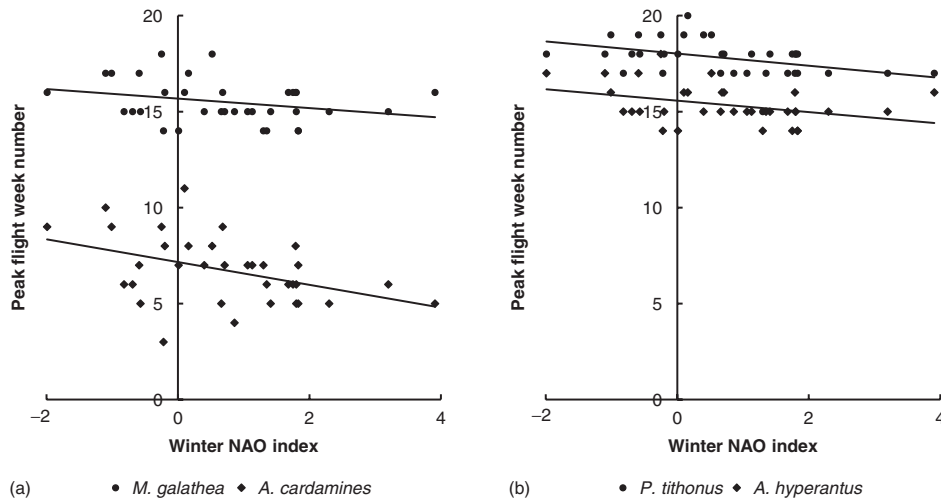 20
15
10
5
0
−2
0
2
4
Peak flight week number
Winter NAO index
(a)
● M. galathea ◆ A. cardamines
20
15
10
5
0
−2
0
2
4
Peak flight week number
Winter NAO index
(b)
● P. tithonus ◆ A. hyperantus